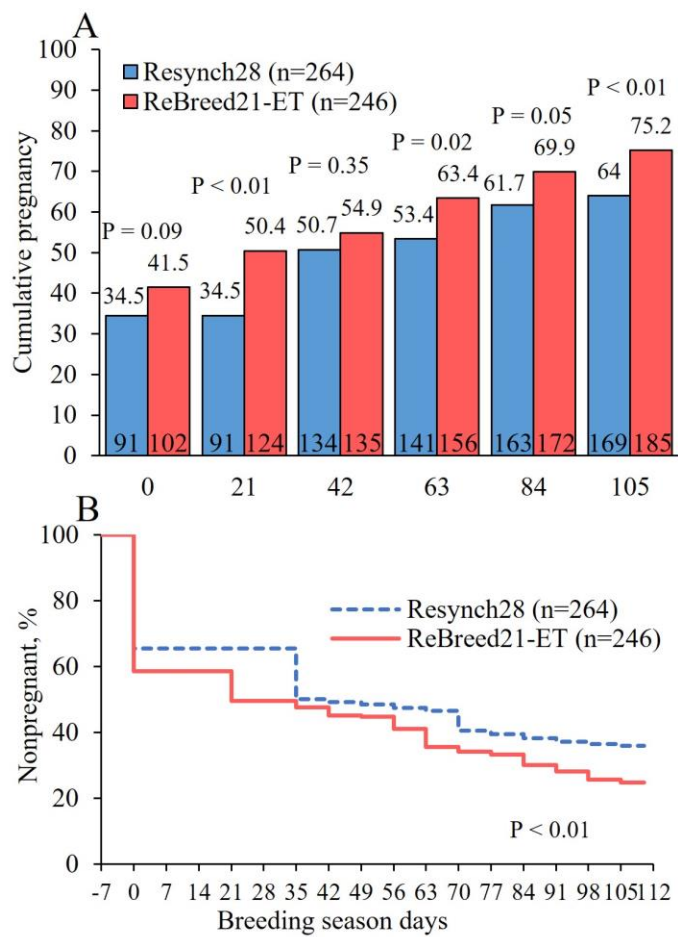 A
Cumulative pregnancy
100
90
80
70
60
50
40
30
20
10
0
Resynch28 (n=264)
ReBreed21-ET (n=246)
P = 0.09
P < 0.01
P = 0.35
P = 0.02
P = 0.05
P < 0.01
34.5 41.5 34.5 50.4 50.7 54.9 53.4 63.4 61.7 69.9 64 75.2
91 102 91 124 134 135 141 156 163 172 169 185
0 21 42 63 84 105
B
Nonpregnant, %
100
80
60
40
20
0
Resynch28 (n=264)
ReBreed21-ET (n=246)
P < 0.01
-7 0 7 14 21 28 35 42 49 56 63 70 77 84 91 98 105 112
Breeding season days